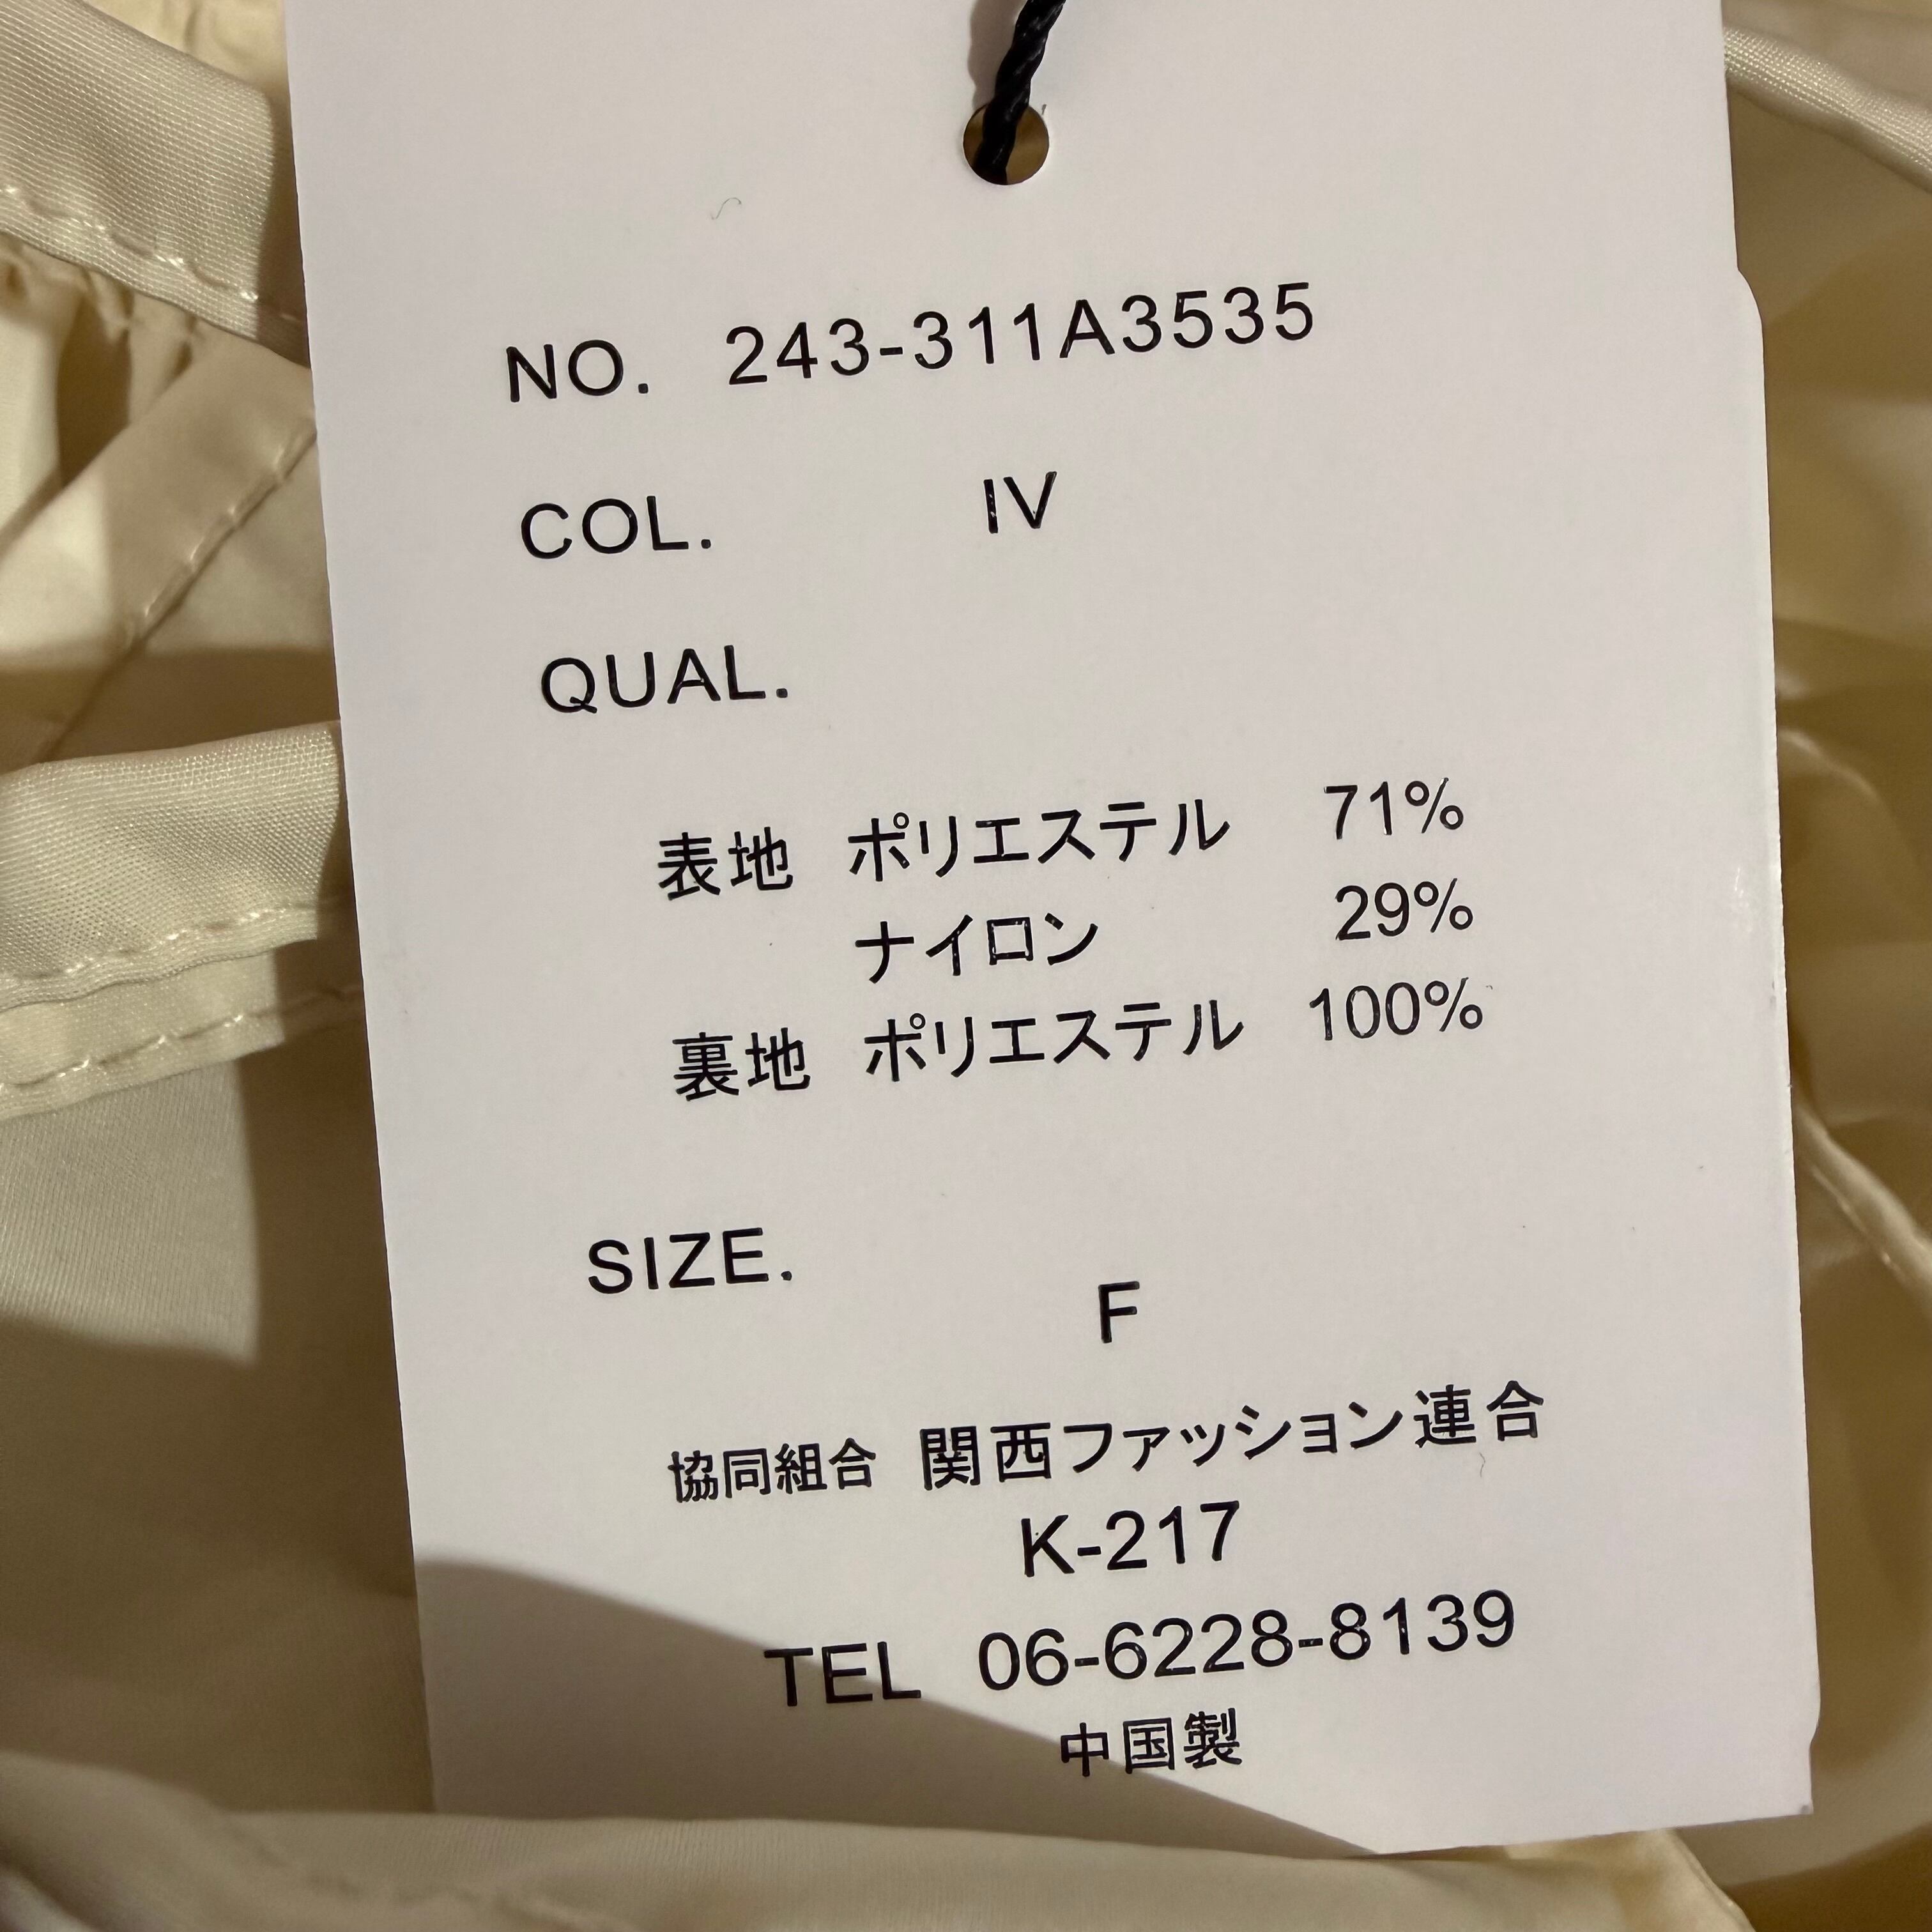 NO. 243-311A3535
COL. IV
QUAL.
表地 ポリエステル 71%
ナイロン 29%
裏地 ポリエステル 100%
SIZE.
F
協同組合 関西ファッション連合
K-217
TEL 06-6228-8139
中国製